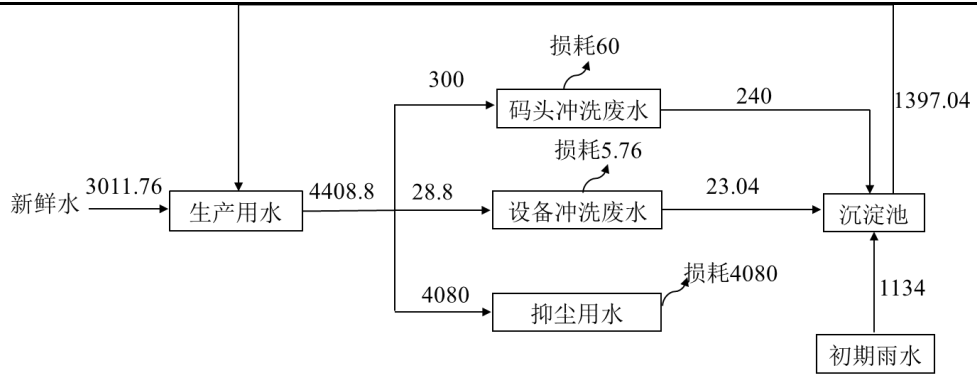 损耗60
300
码头冲洗废水
240
1397.04
损耗5.76
新鲜水
3011.76
生产用水
4408.8
28.8
设备冲洗废水
23.04
沉淀池
4080
抑尘用水
损耗4080
1134
初期雨水